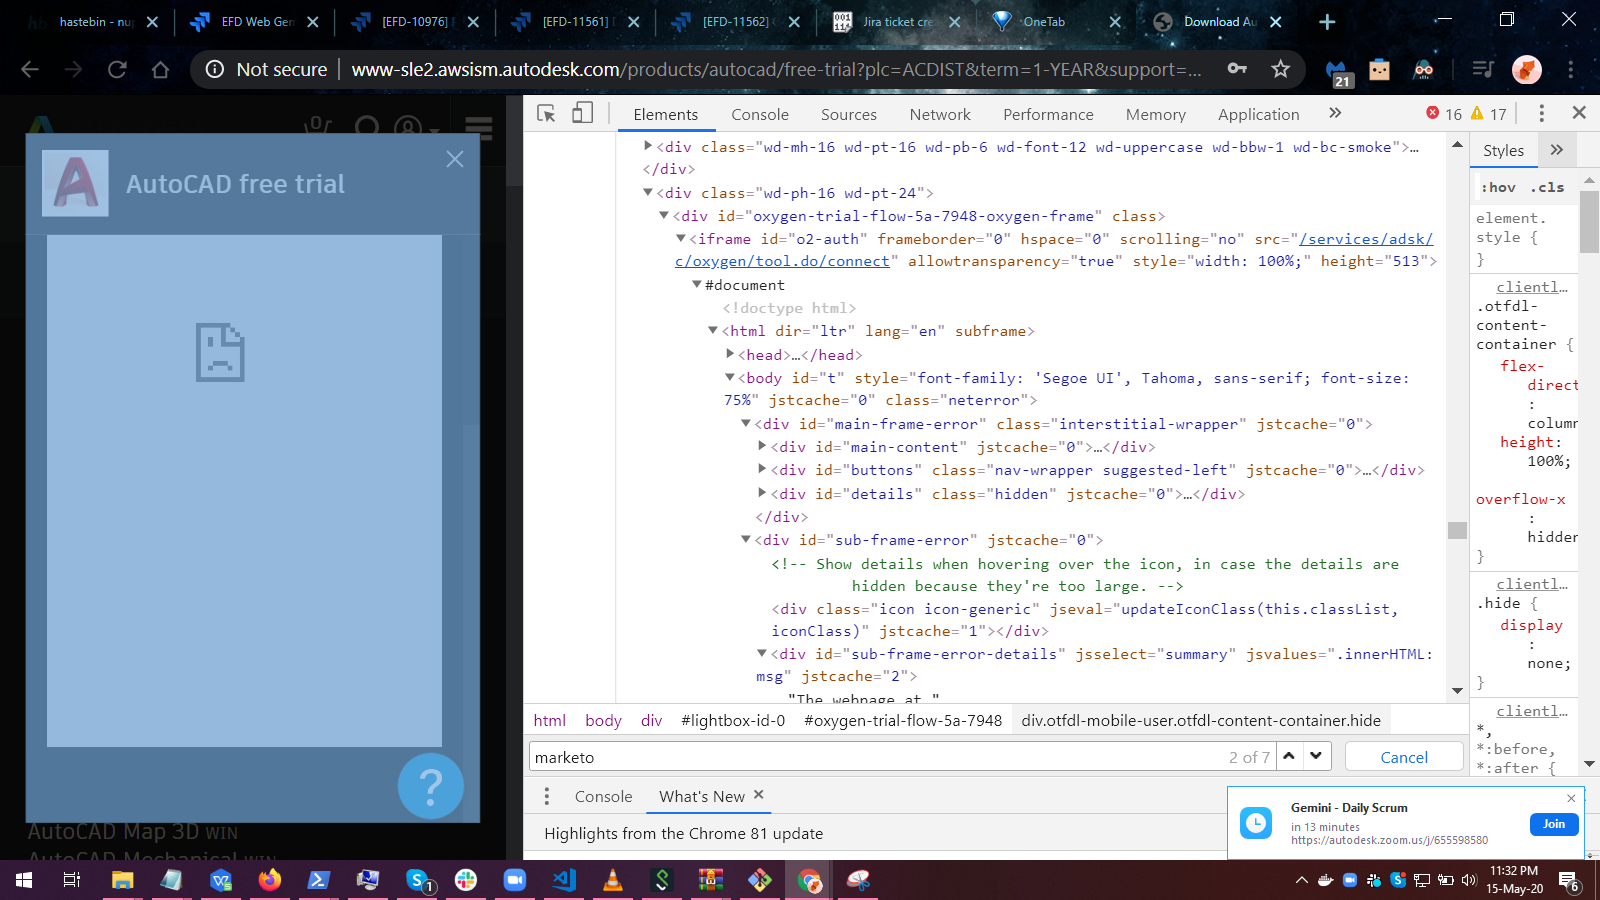 hastebin - nup
EFD Web Gen
[EFD-10976] F
[EFD-11561] D
[EFD-11562]
Jira ticket cre
OneTab
Download Au
Not secure
www-sle2.awsism.autodesk.com/products/autocad/free-trial?plc=ACDIST&term=1-YEAR&support=...
21
AutoCAD free trial
?
AutoCAD Map 3D WIN
AutoCAD Mechanical WIN
Elements
Console
Sources
Network
Performance
Memory
Application
16
17
<div class="wd-mh-16 wd-pt-16 wd-pb-6 wd-font-12 wd-uppercase wd-bbw-1 wd-bc-smoke">…
</div>
<div class="wd-ph-16 wd-pt-24">
<div id="oxygen-trial-flow-5a-7948-oxygen-frame" class>
<iframe id="o2-auth" frameborder="0" hspace="0" scrolling="no" src="/services/adsk/
c/oxygen/tool.do/connect" allowtransparency="true" style="width: 100%;" height="513">
#document
<!doctype html>
<html dir="ltr" lang="en" subframe>
<head>…</head>
<body id="t" style="font-family: 'Segoe UI', Tahoma, sans-serif; font-size:
75%" jstcache="0" class="neterror">
<div id="main-frame-error" class="interstitial-wrapper" jstcache="0">
<div id="main-content" jstcache="0">…</div>
<div id="buttons" class="nav-wrapper suggested-left" jstcache="0">…</div>
<div id="details" class="hidden" jstcache="0">…</div>
</div>
<div id="sub-frame-error" jstcache="0">
<!-- Show details when hovering over the icon, in case the details are
hidden because they're too large. -->
<div class="icon icon-generic" jseval="updateIconClass(this.classList,
iconClass)" jstcache="1"></div>
<div id="sub-frame-error-details" jsselect="summary" jsvalues=".innerHTML:
msg" jstcache="2">
"The webpage at "
html
body
div
#lightbox-id-0
#oxygen-trial-flow-5a-7948
div.otfdl-mobile-user.otfdl-content-container.hide
marketo
2 of 7
Cancel
Console
What's New
Highlights from the Chrome 81 update
Styles
:hov .cls
element.
style {
}
clientl…
.otfdl-
content-
container {
flex-
direct
:
column
height:
100%;
overflow-x
:
hidden
}
clientl…
.hide {
display
:
none;
}
clientl…
*,
*:before,
*:after {
Gemini - Daily Scrum
in 13 minutes
https://autodesk.zoom.us/j/655598580
Join
1
11:32 PM
15-May-20
6